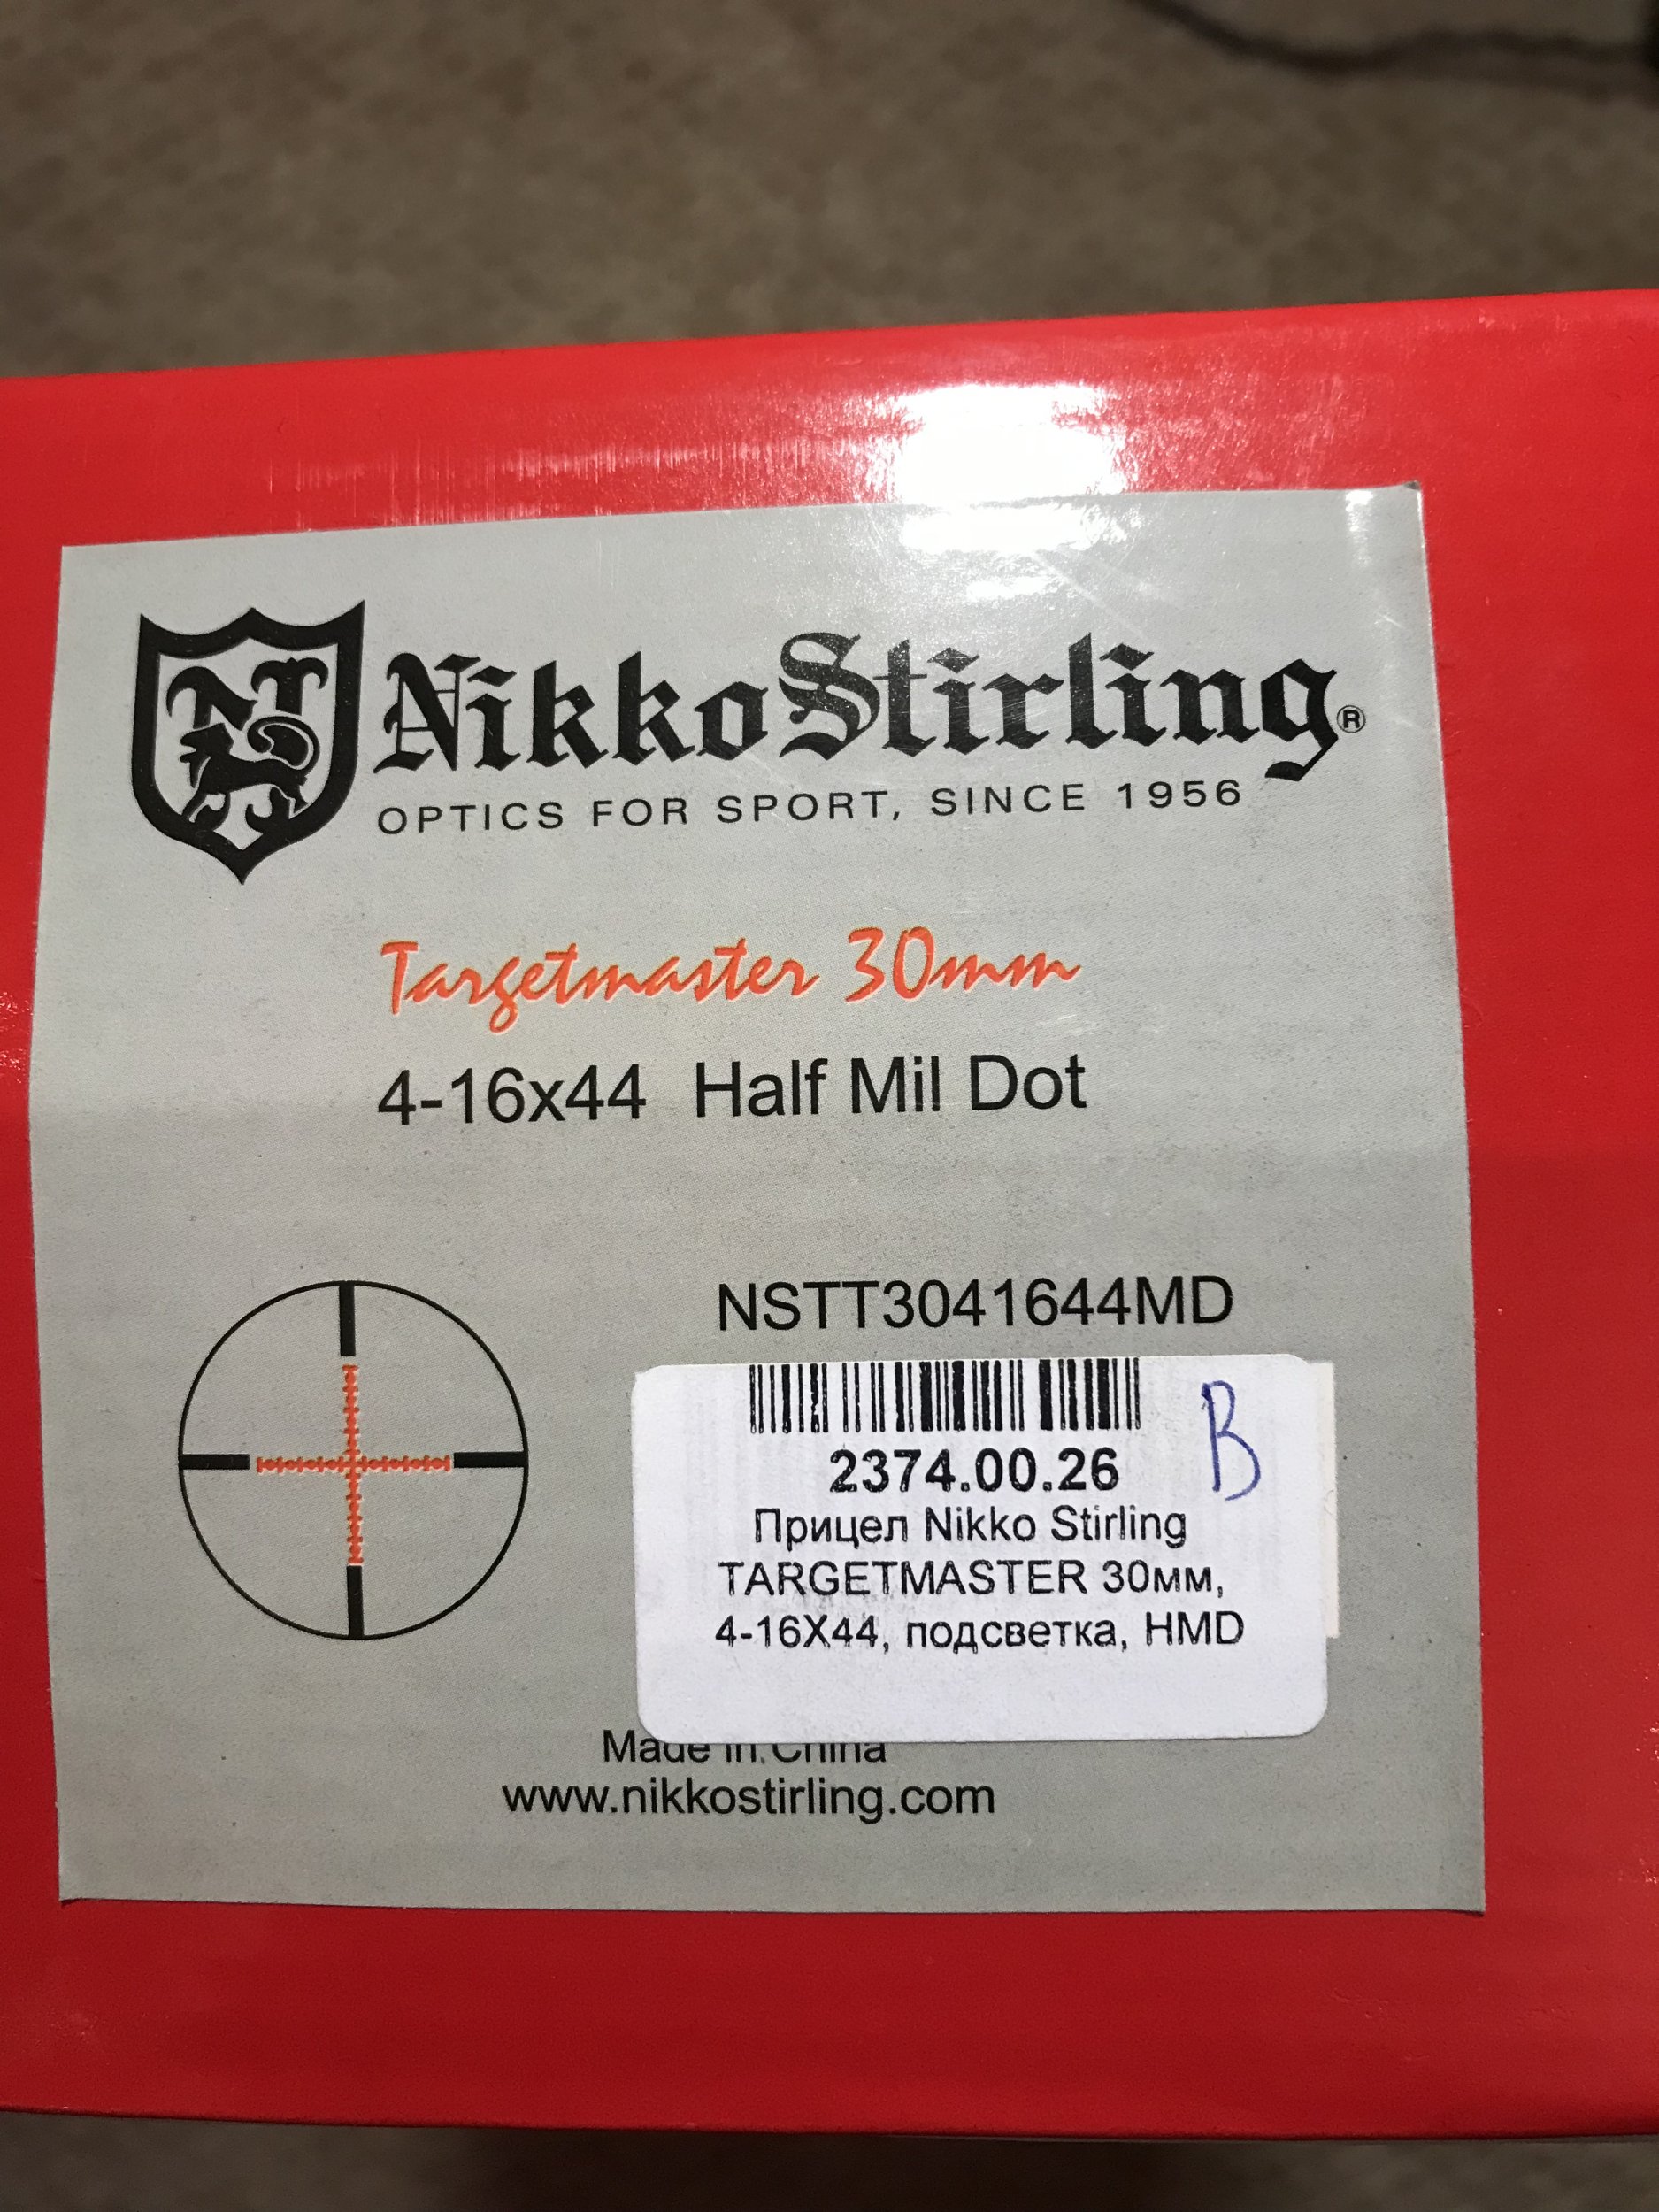 NikkoStirling®
OPTICS FOR SPORT, SINCE 1956
Targetmaster 30mm
4-16x44 Half Mil Dot
NSTT3041644MD
B
2374.00.26
Прицел Nikko Stirling
TARGETMASTER 30мм,
4-16X44, подсветка, HMD
Made in China
www.nikkostirling.com